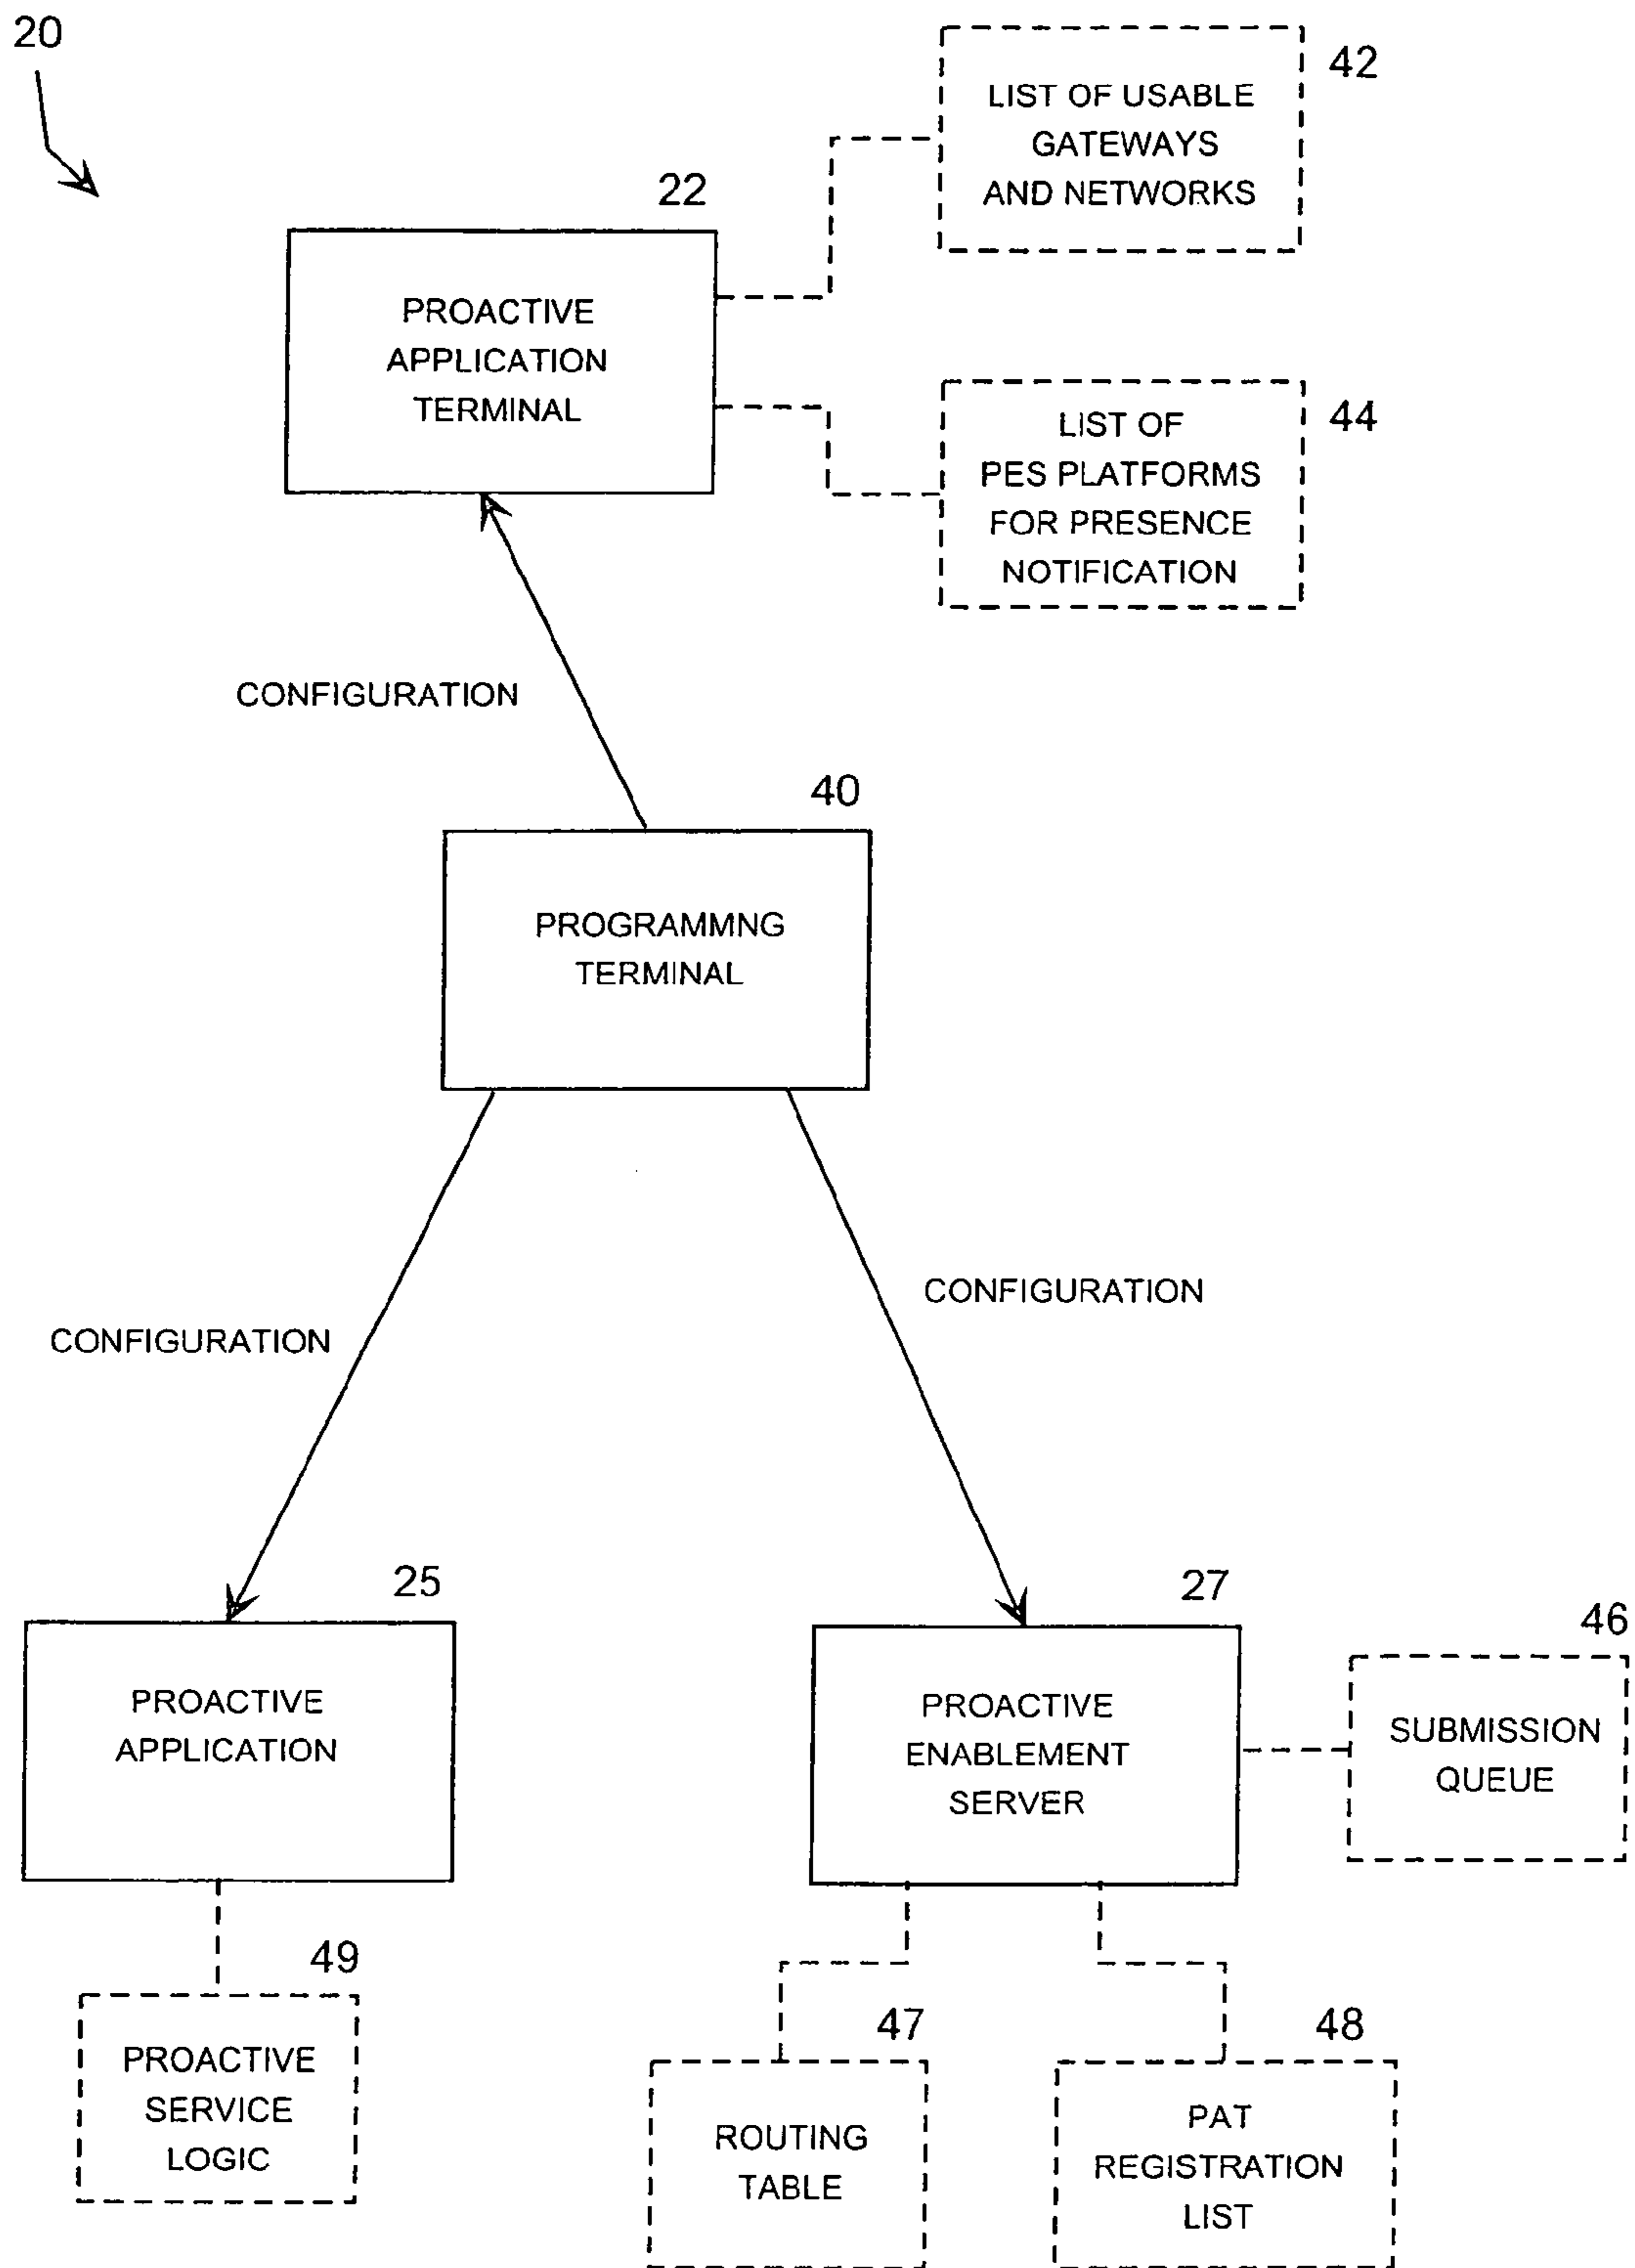 20
42
LIST OF USABLE
GATEWAYS
AND NETWORKS
22
PROACTIVE
APPLICATION
TERMINAL
44
LIST OF
PES PLATFORMS
FOR PRESENCE
NOTIFICATION
CONFIGURATION
40
PROGRAMMNG
TERMINAL
CONFIGURATION
CONFIGURATION
25
PROACTIVE
APPLICATION
27
PROACTIVE
ENABLEMENT
SERVER
46
SUBMISSION
QUEUE
49
PROACTIVE
SERVICE
LOGIC
47
ROUTING
TABLE
48
PAT
REGISTRATION
LIST